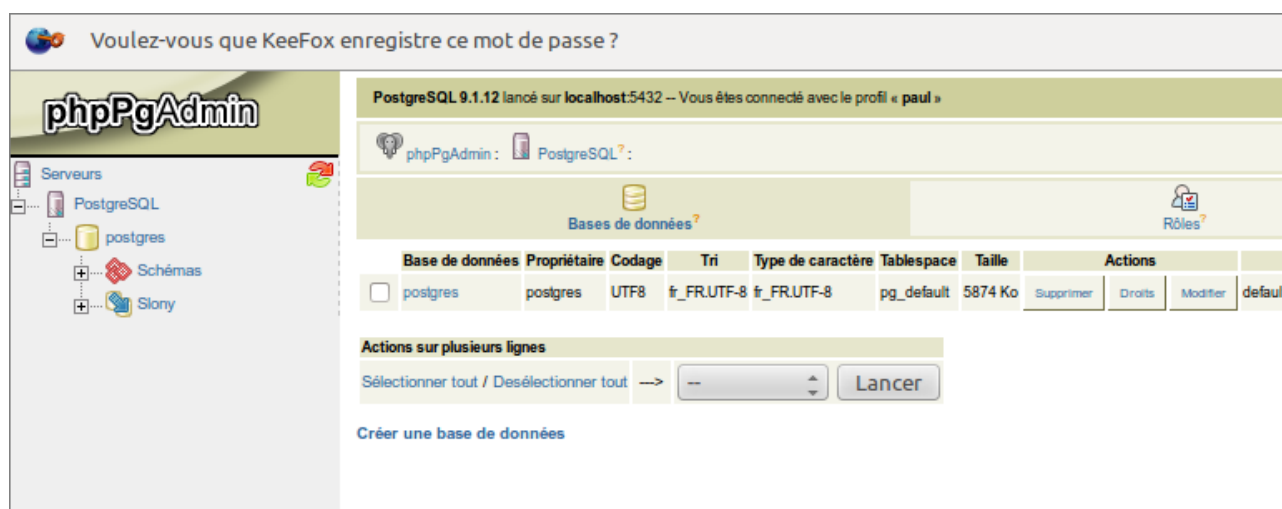 Voulez-vous que KeeFox enregistre ce mot de passe ?
phpPgAdmin
Serveurs
PostgreSQL
postgres
Schémas
Slony
PostgreSQL 9.1.12 lancé sur localhost:5432 -- Vous êtes connecté avec le profil « paul »
phpPgAdmin : PostgreSQL? :
Bases de données? Rôles?
Base de données Propriétaire Codage Tri Type de caractère Tablespace Taille Actions
postgres postgres UTF8 fr_FR.UTF-8 fr_FR.UTF-8 pg_default 5874 Ko Supprimer Droits Modifier defaul
Actions sur plusieurs lignes
Sélectionner tout / Desélectionner tout ---> -- Lancer
Créer une base de données